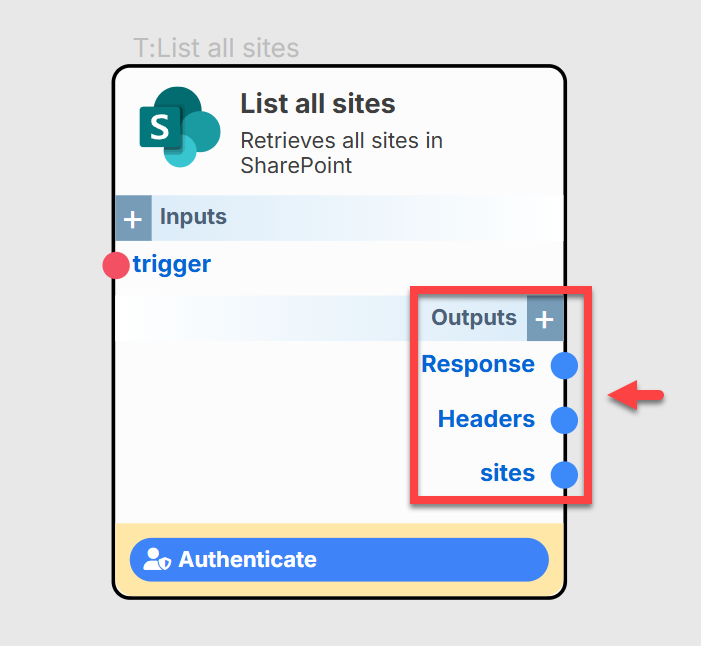 T:List all sites
S
List all sites
Retrieves all sites in
SharePoint
+ Inputs
trigger
Outputs +
Response
Headers
sites
Authenticate